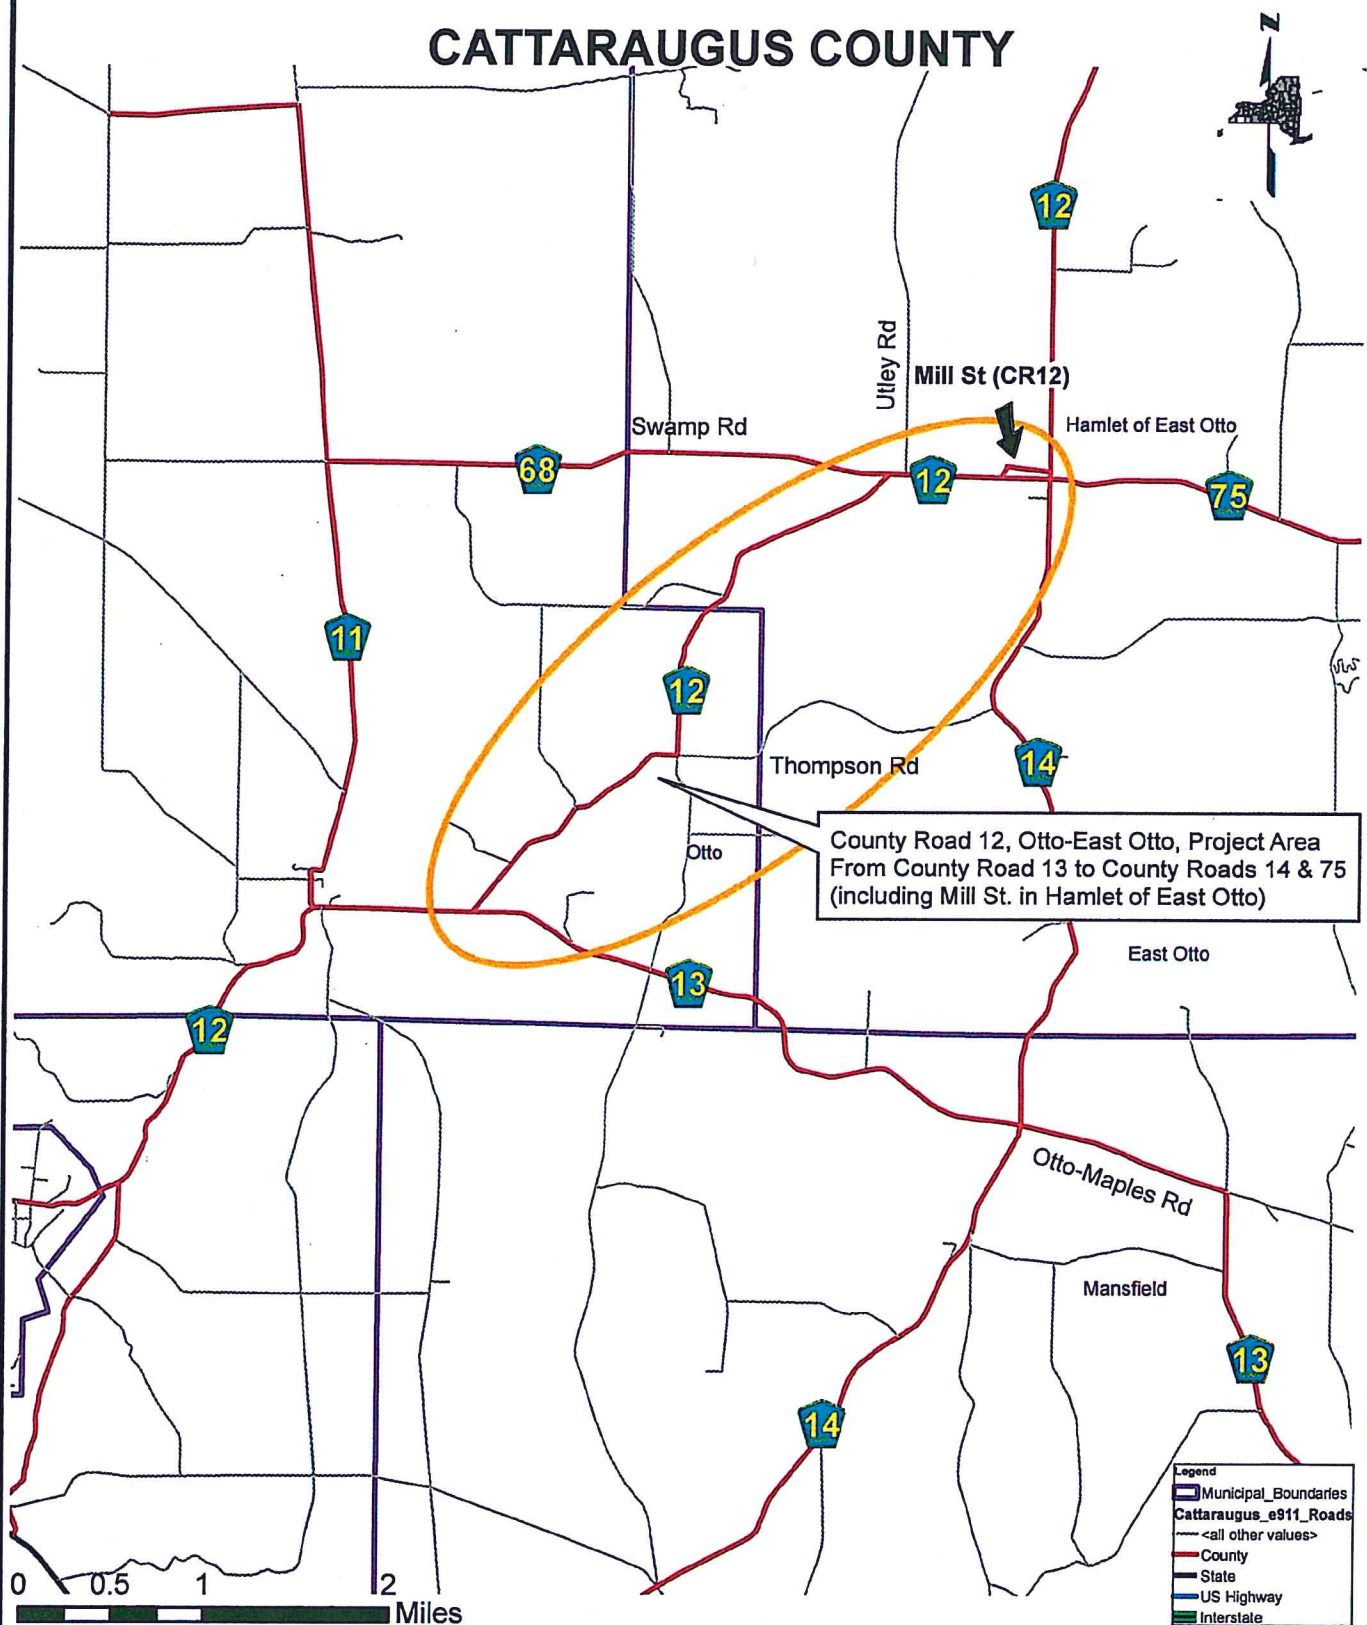 CATTARAUGUS COUNTY
N
12
Utley Rd
Mill St (CR12)
Swamp Rd
Hamlet of East Otto
68
12
75
11
12
Thompson Rd
14
County Road 12, Otto-East Otto, Project Area
From County Road 13 to County Roads 14 & 75
(including Mill St. in Hamlet of East Otto)
Otto
East Otto
13
12
Otto-Maples Rd
Mansfield
13
14
Legend
Municipal_Boundaries
Cattaraugus_e911_Roads
<all other values>
County
State
US Highway
Interstate
0 0.5 1 2
Miles